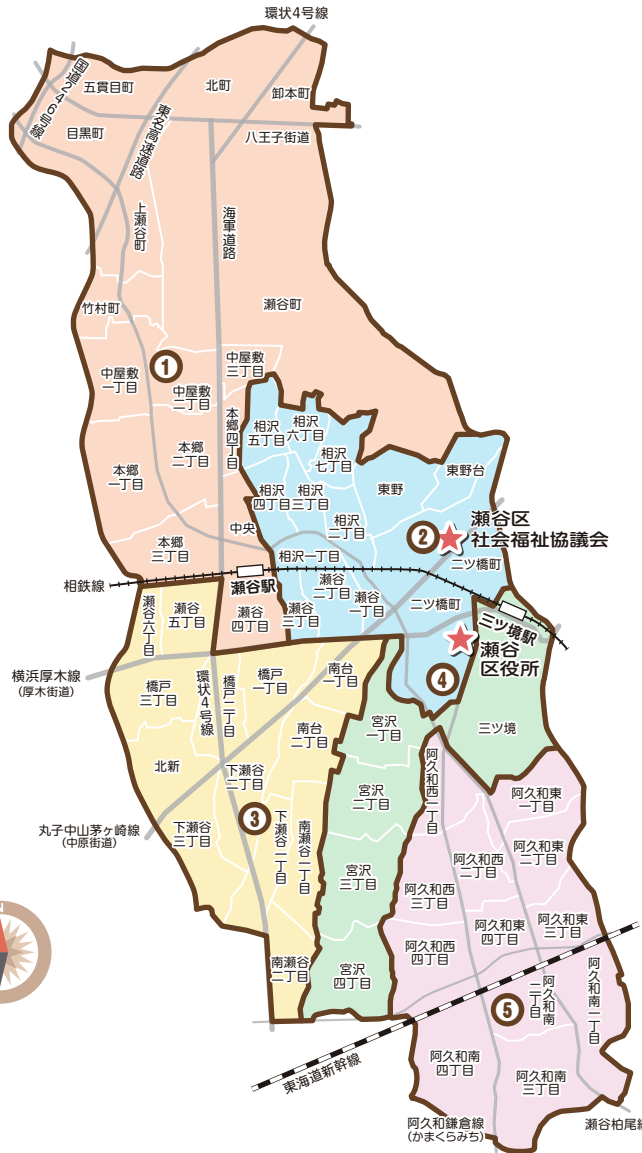 環状4号線
国道246号線
五貫目町
北町
卸本町
目黒町
東名高速道路
八王子街道
上瀬谷町
海軍道路
竹村町
瀬谷町
①
中屋敷
一丁目
中屋敷
二丁目
中屋敷
三丁目
本郷四丁目
本郷
一丁目
本郷
二丁目
本郷
三丁目
中央
相沢
五丁目
相沢
六丁目
相沢
七丁目
相沢
四丁目
相沢
三丁目
相沢
二丁目
東野
東野台
②
瀬谷区
社会福祉協議会
相沢一丁目
二ツ橋町
相鉄線
瀬谷駅
瀬谷
四丁目
瀬谷
三丁目
瀬谷
二丁目
瀬谷
一丁目
二ツ橋町
三ツ境駅
瀬谷
区役所
④
三ツ境
瀬谷六丁目
瀬谷
五丁目
横浜厚木線
(厚木街道)
橋戸
三丁目
環状4号線
橋戸二丁目
橋戸
一丁目
南台
一丁目
南台
二丁目
北新
下瀬谷
二丁目
③
丸子中山茅ヶ崎線
(中原街道)
下瀬谷
三丁目
下瀬谷一丁目
南瀬谷一丁目
南瀬谷
二丁目
宮沢
一丁目
宮沢
二丁目
宮沢
三丁目
宮沢
四丁目
阿久和西一丁目
阿久和東
一丁目
阿久和西
二丁目
阿久和東
二丁目
阿久和西
三丁目
阿久和東
四丁目
阿久和東
三丁目
阿久和西
四丁目
⑤
阿久和南
二丁目
阿久和南一丁目
阿久和南
四丁目
阿久和南
三丁目
東海道新幹線
阿久和鎌倉線
(かまくらみち)
瀬谷柏尾線